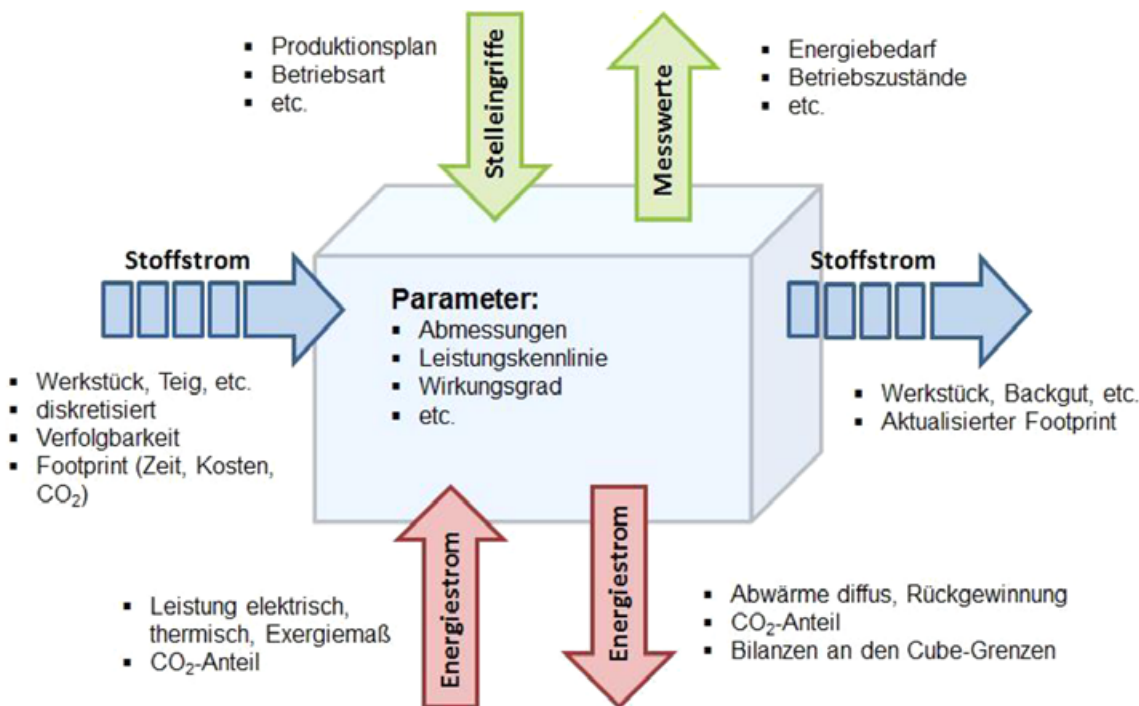 ▪ Produktionsplan
▪ Betriebsart
▪ etc.
Stelleingriffe
Messwerte
▪ Energiebedarf
▪ Betriebszustände
▪ etc.
Stoffstrom
▪ Werkstück, Teig, etc.
▪ diskretisiert
▪ Verfolgbarkeit
▪ Footprint (Zeit, Kosten,
CO₂)
Parameter:
▪ Abmessungen
▪ Leistungskennlinie
▪ Wirkungsgrad
▪ etc.
Stoffstrom
▪ Werkstück, Backgut, etc.
▪ Aktualisierter Footprint
▪ Leistung elektrisch,
thermisch, Exergiemaß
▪ CO₂-Anteil
Energiestrom
Energiestrom
▪ Abwärme diffus, Rückgewinnung
▪ CO₂-Anteil
▪ Bilanzen an den Cube-Grenzen